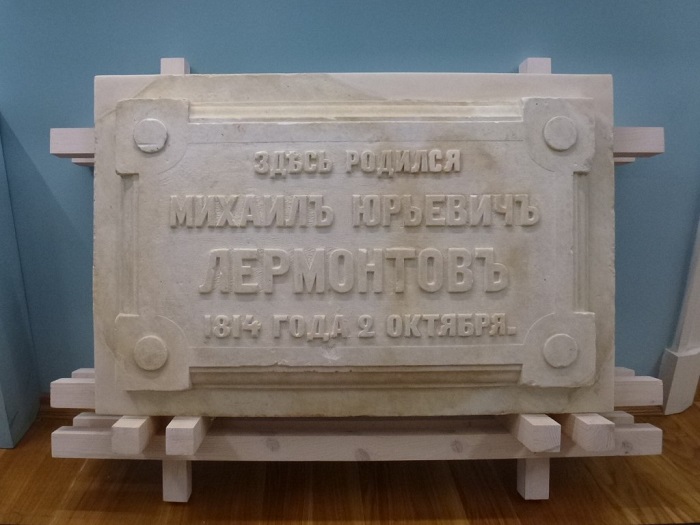 ЗДѢСЬ РОДИЛСЯ
МИХАИЛЪ ЮРЬЕВИЧЪ
ЛЕРМОНТОВЪ
1814 ГОДА 2 ОКТЯБРЯ.